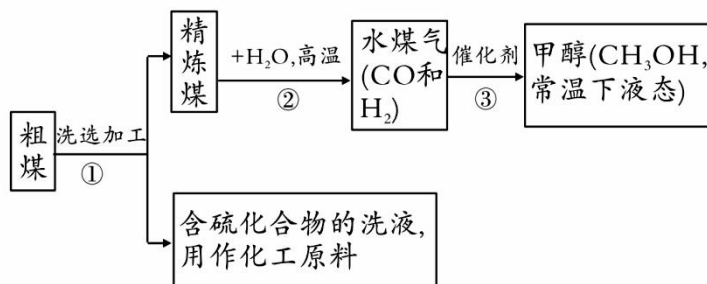 粗煤
洗选加工
①
精炼煤
+H₂O,高温
②
水煤气
(CO和
H₂)
催化剂
③
甲醇(CH₃OH,
常温下液态)
含硫化合物的洗液,
用作化工原料